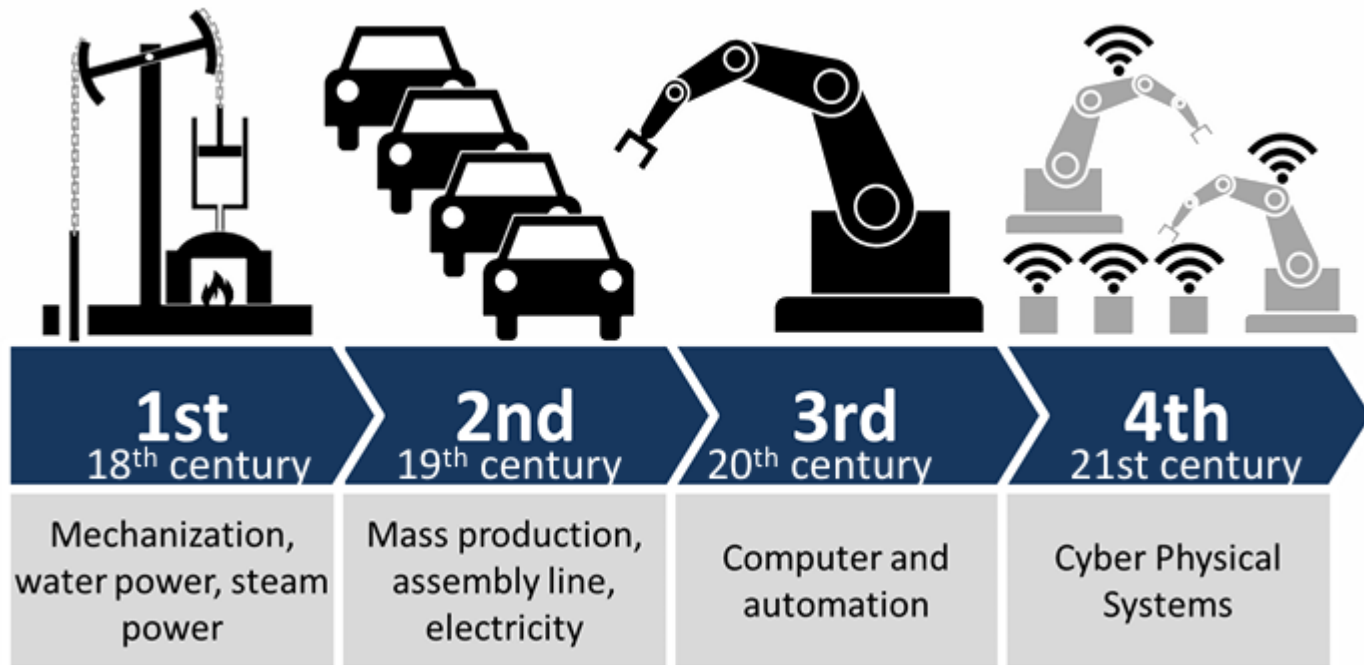 1st
18th century
2nd
19th century
3rd
20th century
4th
21st century
Mechanization,
water power, steam
power
Mass production,
assembly line,
electricity
Computer and
automation
Cyber Physical
Systems